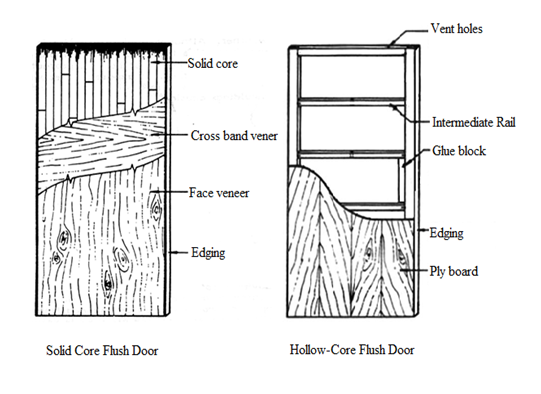 Solid core
Cross band vener
Face veneer
Edging
Solid Core Flush Door
Vent holes
Intermediate Rail
Glue block
Edging
Ply board
Hollow-Core Flush Door